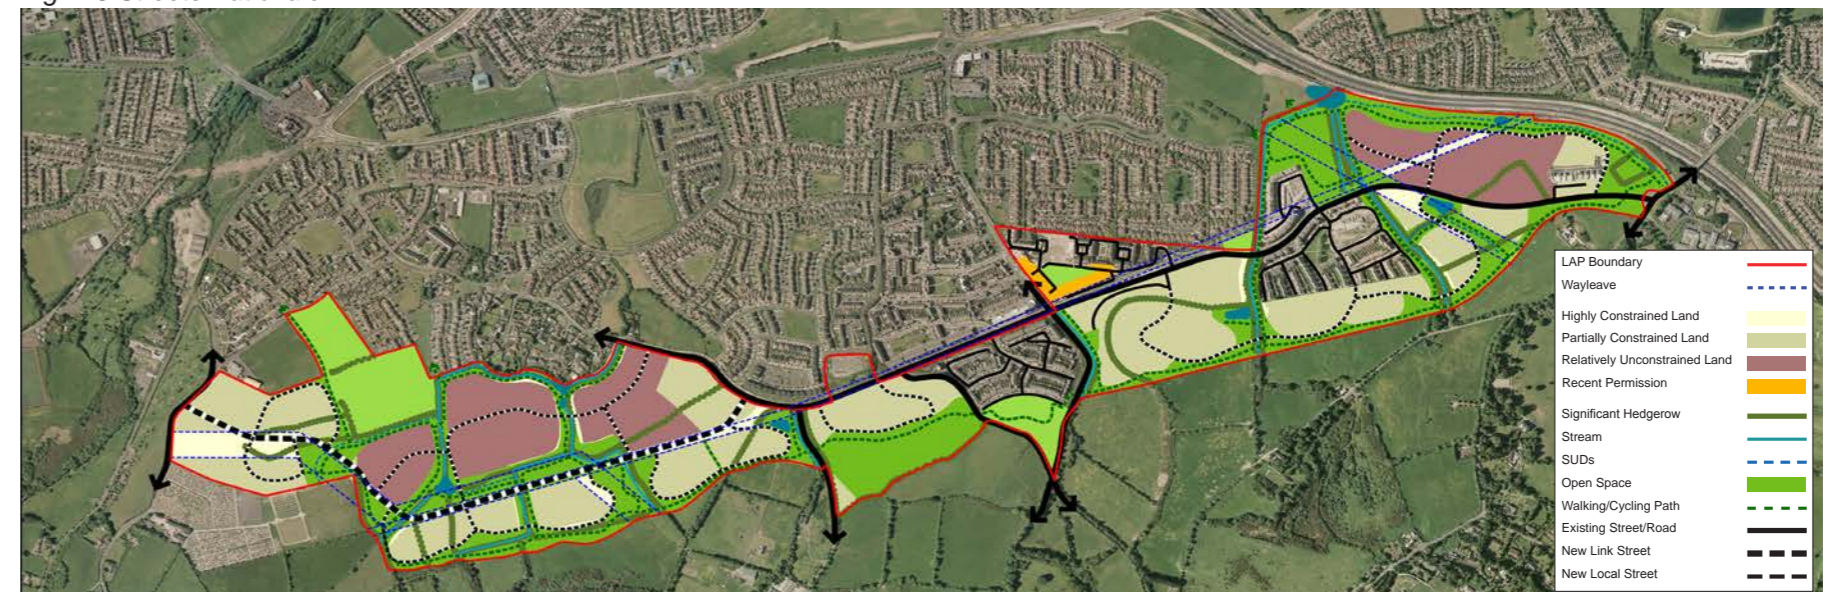 LAP Boundary
Wayleave
Highly Constrained Land
Partially Constrained Land
Relatively Unconstrained Land
Recent Permission
Significant Hedgerow
Stream
SUDs
Open Space
Walking/Cycling Path
Existing Street/Road
New Link Street
New Local Street